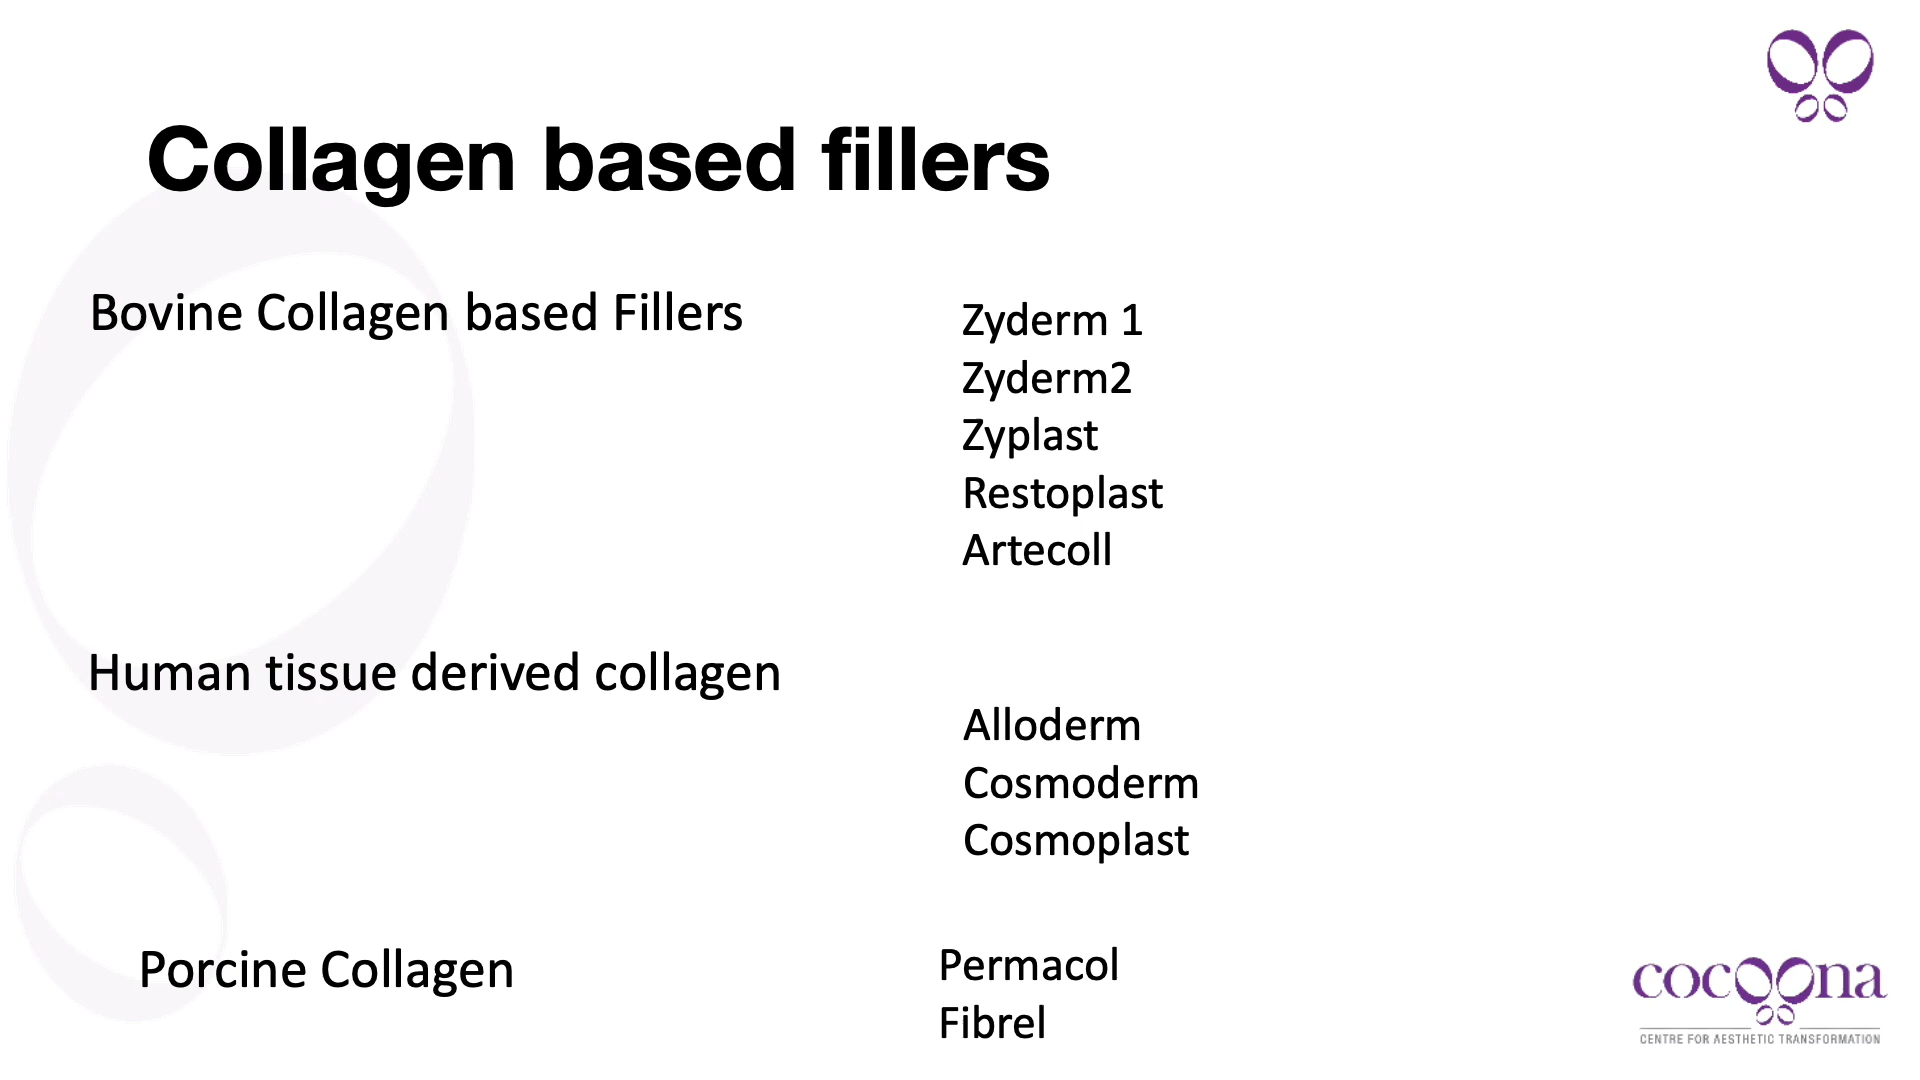 Collagen based fillers
Bovine Collagen based Fillers
Zyderm 1
Zyderm2
Zyplast
Restoplast
Artecoll
Human tissue derived collagen
Alloderm
Cosmoderm
Cosmoplast
Porcine Collagen
Permacol
Fibrel
cocoona
CENTRE FOR AESTHETIC TRANSFORMATION